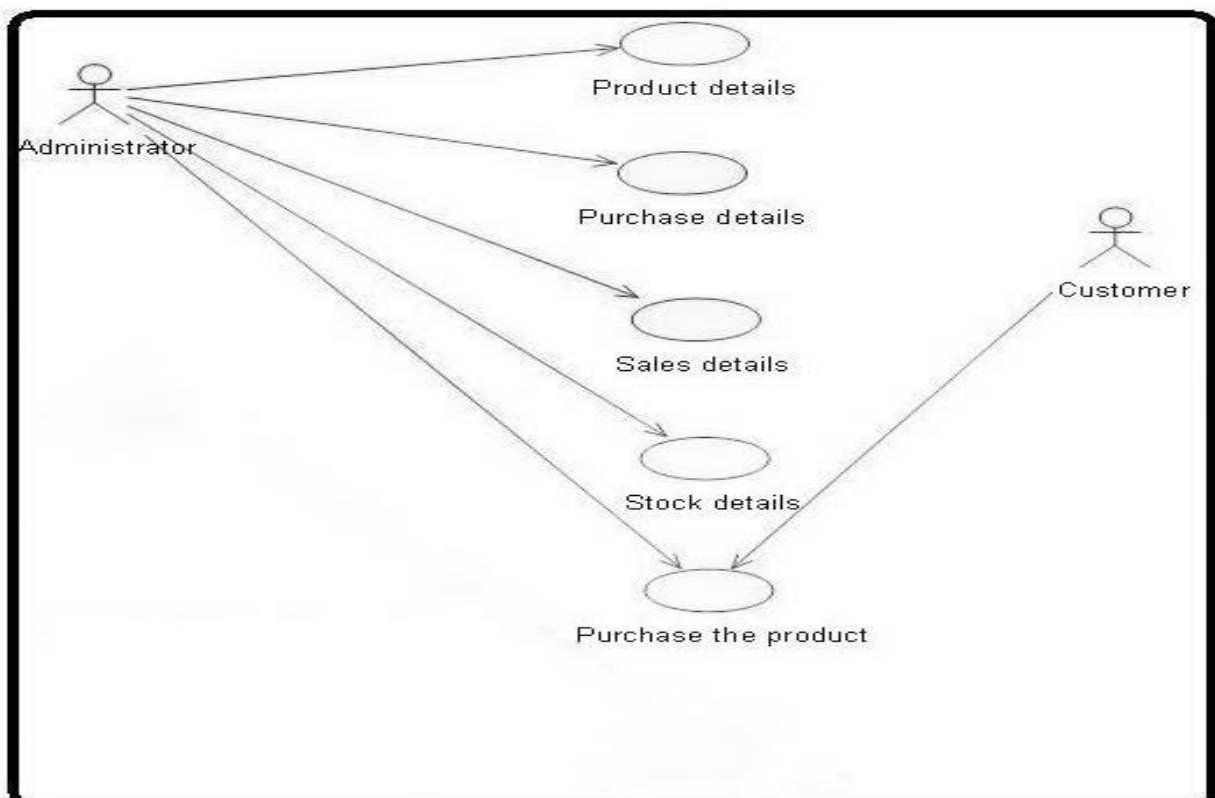 Product details
Administrator
Purchase details
Customer
Sales details
Stock details
Purchase the product